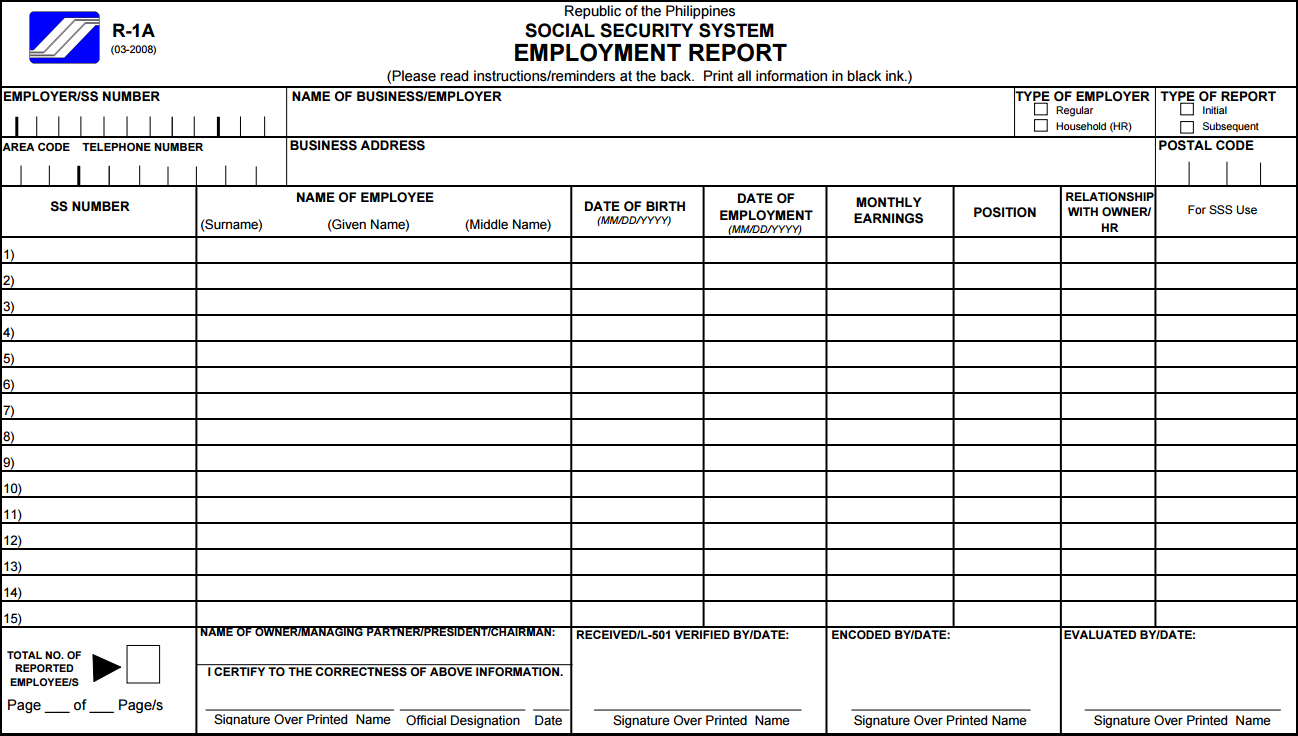 R-1A
(03-2008)
Republic of the Philippines
SOCIAL SECURITY SYSTEM
EMPLOYMENT REPORT
(Please read instructions/reminders at the back. Print all information in black ink.)
EMPLOYER/SS NUMBER
NAME OF BUSINESS/EMPLOYER
TYPE OF EMPLOYER
Regular
Household (HR)
TYPE OF REPORT
Initial
Subsequent
AREA CODE TELEPHONE NUMBER
BUSINESS ADDRESS
POSTAL CODE
SS NUMBER
NAME OF EMPLOYEE
(Surname) (Given Name) (Middle Name)
DATE OF BIRTH
(MM/DD/YYYY)
DATE OF
EMPLOYMENT
(MM/DD/YYYY)
MONTHLY
EARNINGS
POSITION
RELATIONSHIP
WITH OWNER/
HR
For SSS Use
1)
2)
3)
4)
5)
6)
7)
8)
9)
10)
11)
12)
13)
14)
15)
TOTAL NO. OF
REPORTED
EMPLOYEE/S
Page ___ of ___ Page/s
NAME OF OWNER/MANAGING PARTNER/PRESIDENT/CHAIRMAN:
I CERTIFY TO THE CORRECTNESS OF ABOVE INFORMATION.
Signature Over Printed Name Official Designation Date
RECEIVED/L-501 VERIFIED BY/DATE:
Signature Over Printed Name
ENCODED BY/DATE:
Signature Over Printed Name
EVALUATED BY/DATE:
Signature Over Printed Name